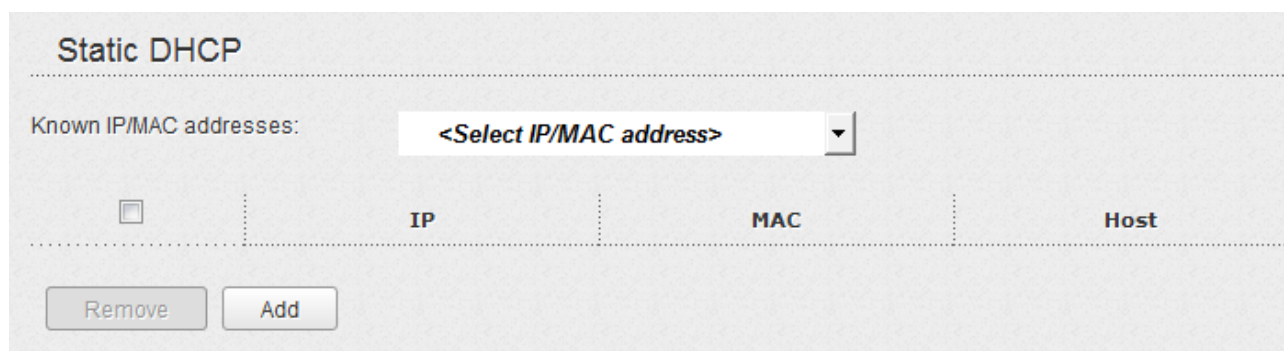 Static DHCP
Known IP/MAC addresses: <Select IP/MAC address>
IP MAC Host
Remove Add